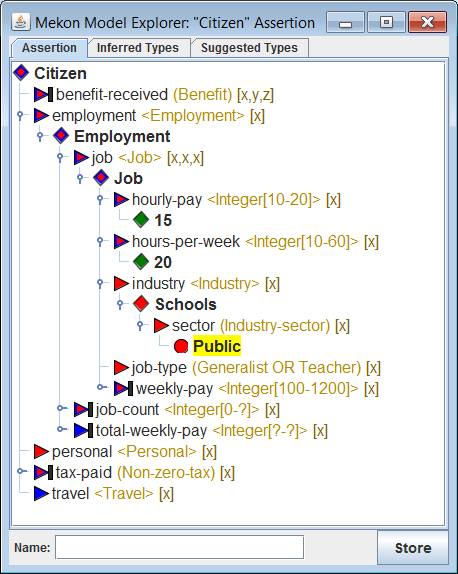 Mekon Model Explorer: "Citizen" Assertion
Assertion Inferred Types Suggested Types
Citizen
benefit-received (Benefit) [x,y,z]
employment <Employment> [x]
Employment
job <Job> [x,x,x]
Job
hourly-pay <Integer[10-20]> [x]
15
hours-per-week <Integer[10-60]> [x]
20
industry <Industry> [x]
Schools
sector (Industry-sector) [x]
Public
job-type (Generalist OR Teacher) [x]
weekly-pay <Integer[100-1200]> [x]
job-count <Integer[0-?]> [x]
total-weekly-pay <Integer[?-?]> [x]
personal <Personal> [x]
tax-paid (Non-zero-tax) [x]
travel <Travel> [x]
Name: Store